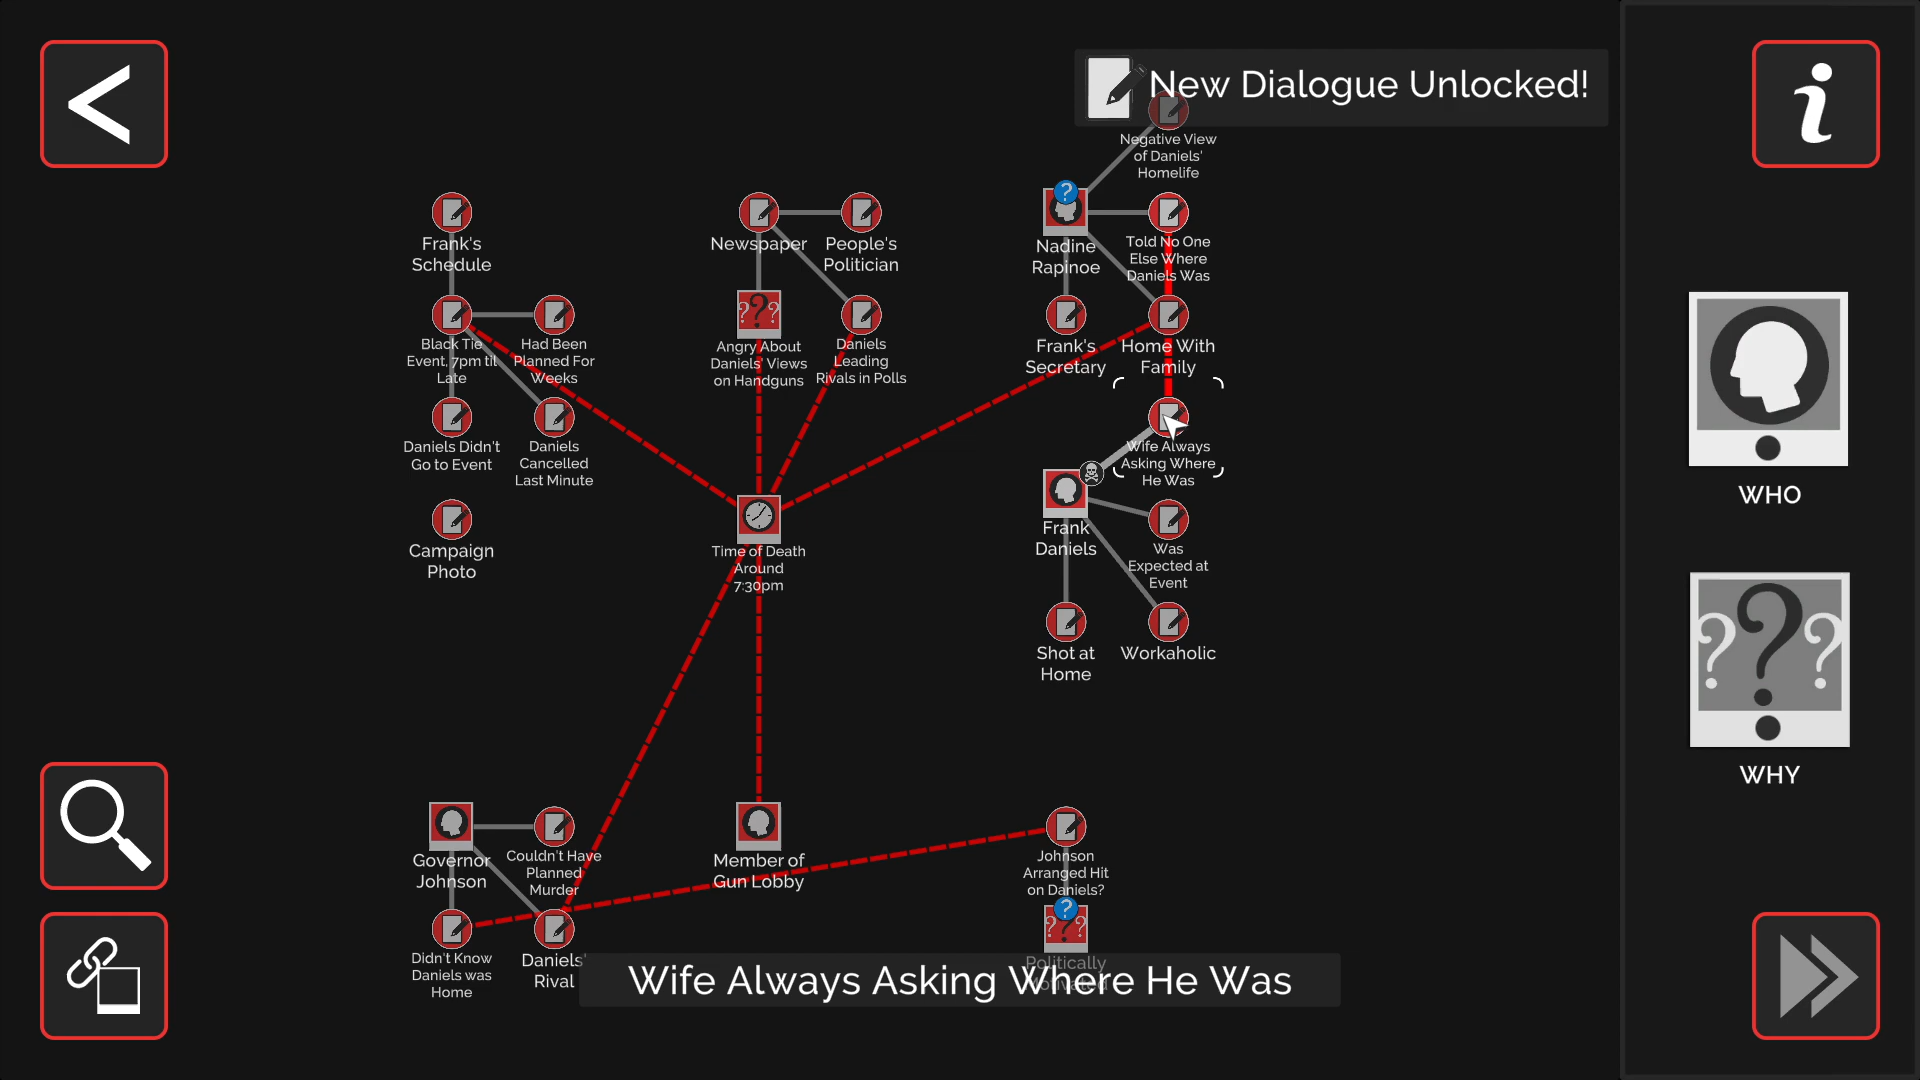 New Dialogue Unlocked!
Negative View
of Daniels'
Homelife
Frank's
Schedule
Newspaper
People's
Politician
Nadine
Rapinoe
Told No One
Else Where
Daniels Was
Black Tie
Event, 7pm til
Late
Had Been
Planned For
Weeks
Angry About
Daniels' Views
on Handguns
Daniels
Leading
Rivals in Polls
Frank's
Secretary
Home With
Family
Daniels Didn't
Go to Event
Daniels
Cancelled
Last Minute
Wife Always
Asking Where
He Was
WHO
Campaign
Photo
Time of Death
Around
7:30pm
Frank
Daniels
Was
Expected at
Event
Shot at
Home
Workaholic
WHY
Governor
Johnson
Couldn't Have
Planned
Murder
Member of
Gun Lobby
Johnson
Arranged Hit
on Daniels?
Didn't Know
Daniels was
Home
Daniels'
Rival
Politically
Wife Always Asking Where He Was